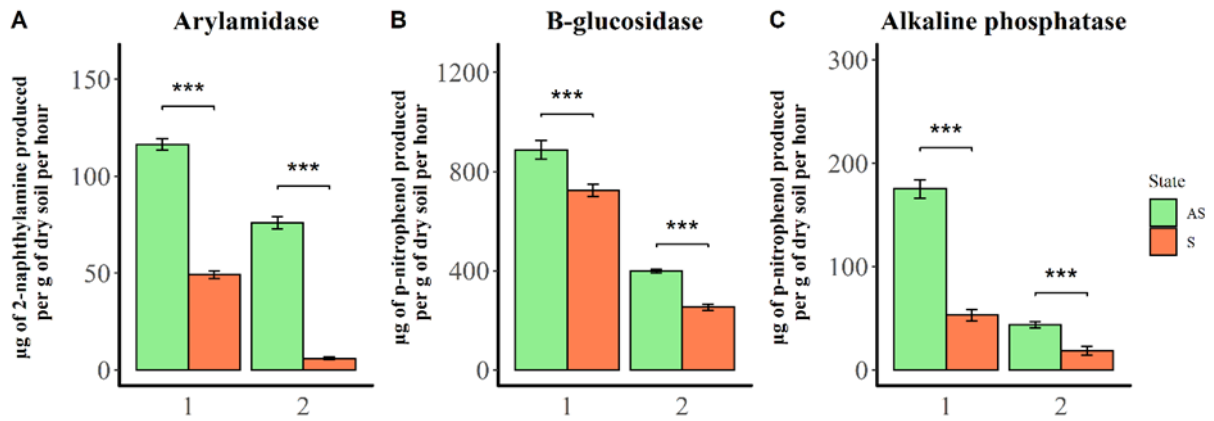 A
Arylamidase
µg of 2-naphthylamine produced
per g of dry soil per hour
150
100
50
0
***
***
1
2
B
B-glucosidase
µg of p-nitrophenol produced
per g of dry soil per hour
1200
800
400
0
***
***
1
2
C
Alkaline phosphatase
µg of p-nitrophenol produced
per g of dry soil per hour
300
200
100
0
***
***
1
2
State
AS
S